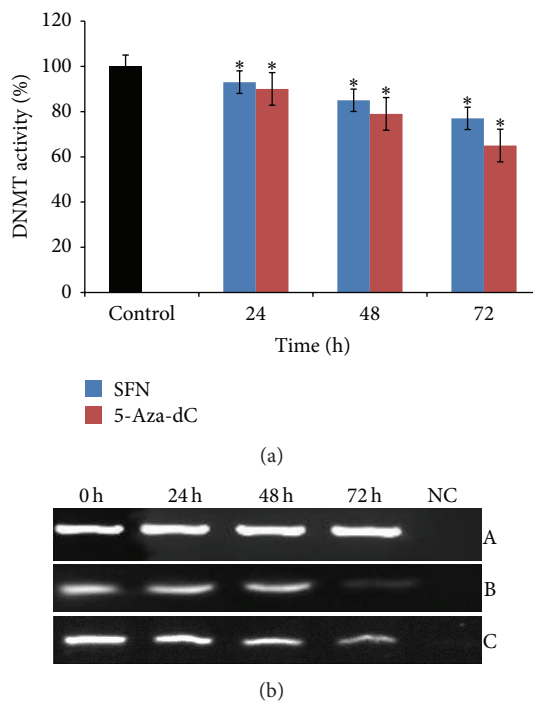 120
100
80
60
40
20
0
DNMT activity (%)
* * * * * *
Control 24 48 72
Time (h)
SFN
5-Aza-dC
(a)
0 h 24 h 48 h 72 h NC
A
B
C
(b)